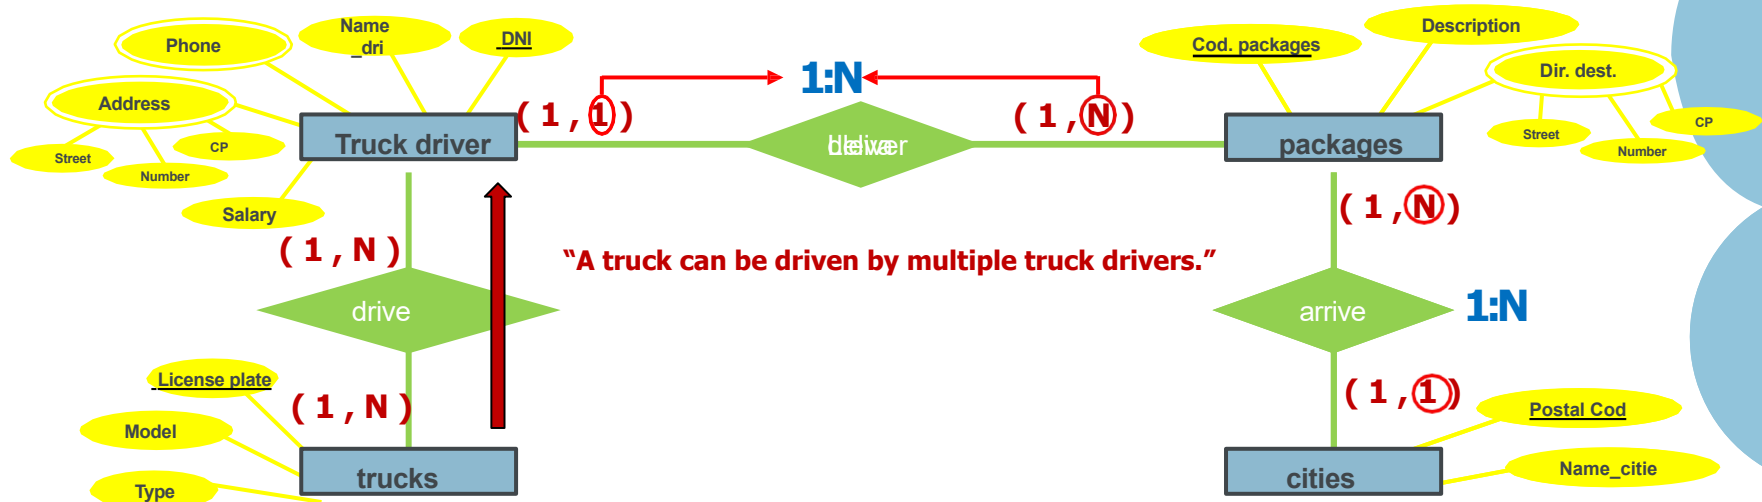 Phone
Name
_dri
DNI
1:N
Cod. packages
Description
Dir. dest.
Address
( 1 , 1 )
( 1 , N )
Street
CP
Number
Truck driver
deliver
packages
Street
CP
Number
Salary
( 1 , N )
( 1 , N )
“A truck can be driven by multiple truck drivers.”
drive
arrive
1:N
License plate
( 1 , N )
( 1 , 1 )
Postal Cod
Model
trucks
cities
Name_citie
Type